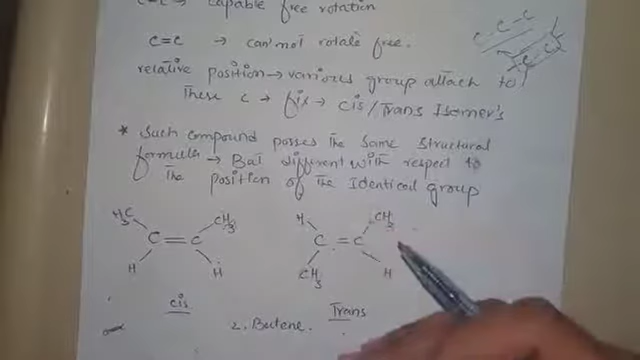 C-C → capable free rotation
C - C - C
C=C → can'not rotate free.
relative position → various group attach to
These C → fix → cis/Trans Isomer's
* Such compound posses the same structural
formula → But different with respect to
The position of the Identical group
H3C CH3 H CH3
C=C C=C
H H CH3 H
cis Trans
2. Butene.